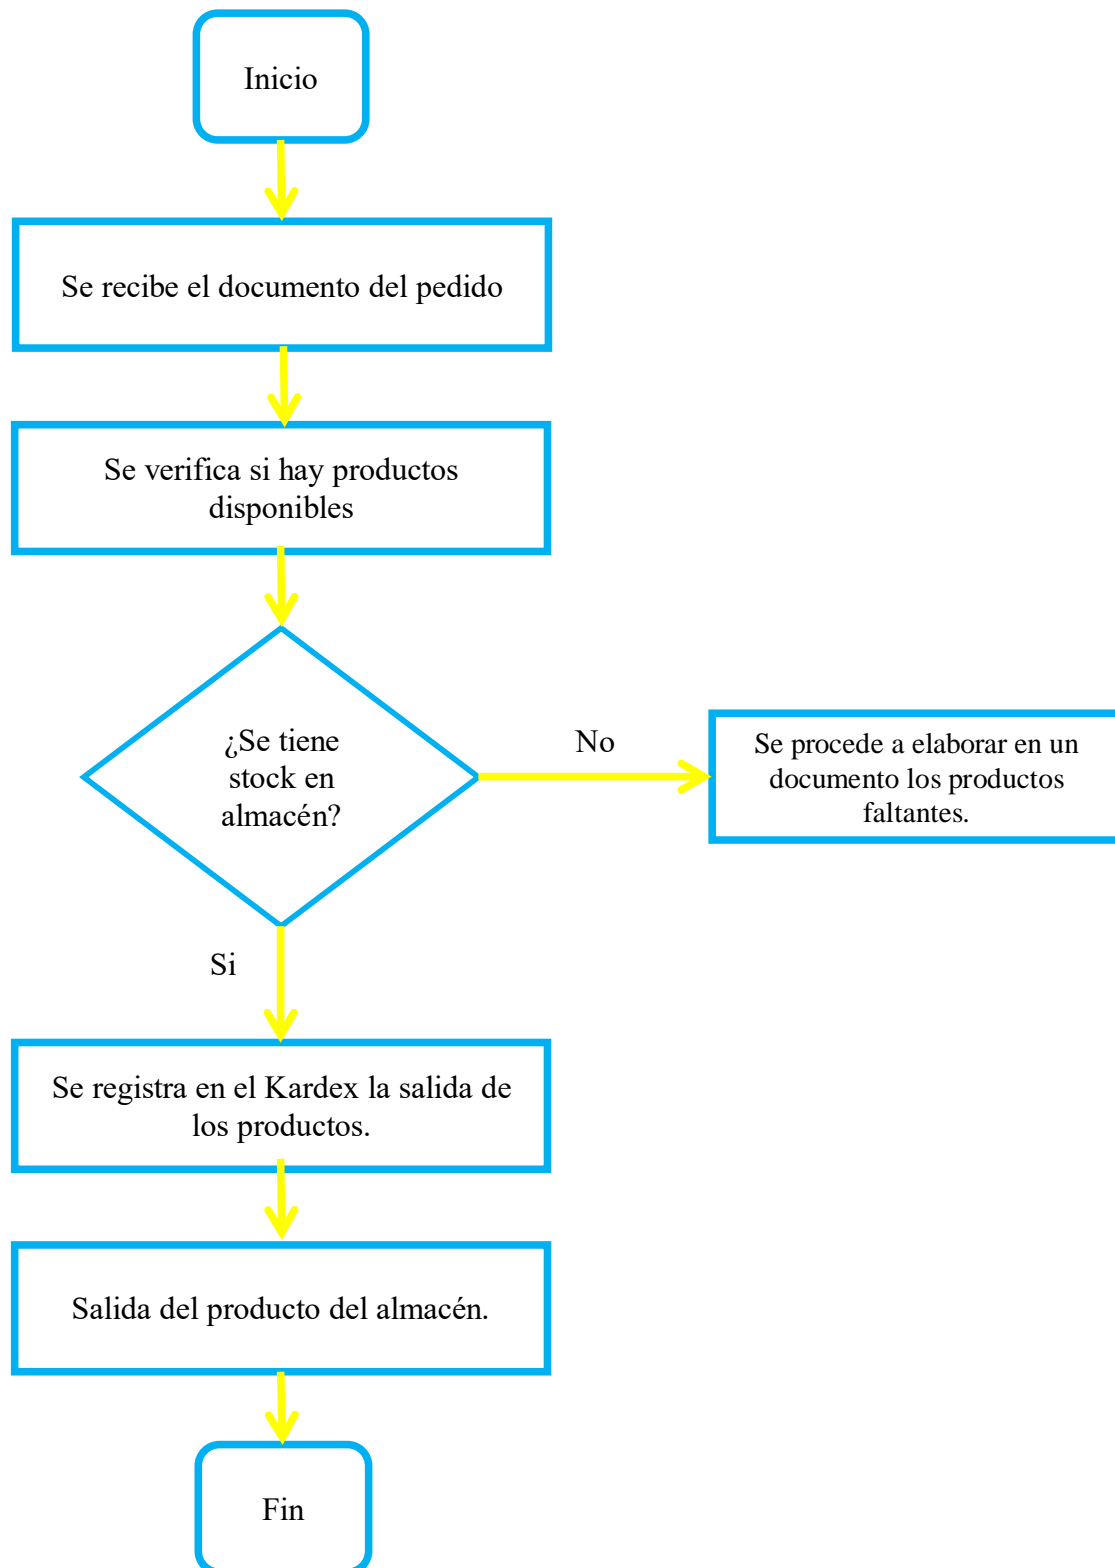 Inicio
Se recibe el documento del pedido
Se verifica si hay productos
disponibles
¿Se tiene
stock en
almacén?
No
Se procede a elaborar en un
documento los productos
faltantes.
Si
Se registra en el Kardex la salida de
los productos.
Salida del producto del almacén.
Fin